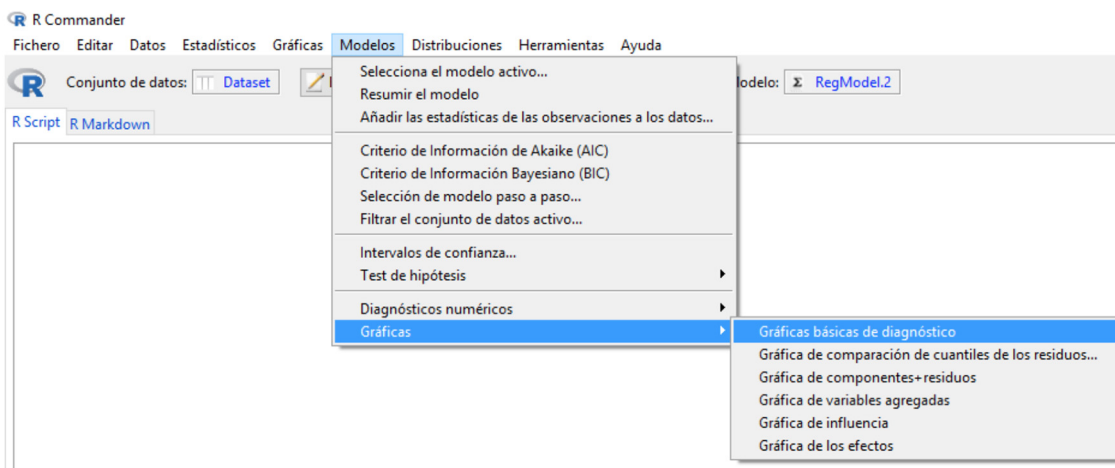 R Commander
Fichero Editar Datos Estadísticos Gráficas Modelos Distribuciones Herramientas Ayuda
R Conjunto de datos: Dataset odelo: Σ RegModel.2
R Script R Markdown
Selecciona el modelo activo...
Resumir el modelo
Añadir las estadísticas de las observaciones a los datos...
Criterio de Información de Akaike (AIC)
Criterio de Información Bayesiano (BIC)
Selección de modelo paso a paso...
Filtrar el conjunto de datos activo...
Intervalos de confianza...
Test de hipótesis
Diagnósticos numéricos
Gráficas
Gráficas básicas de diagnóstico
Gráfica de comparación de cuantiles de los residuos...
Gráfica de componentes+residuos
Gráfica de variables agregadas
Gráfica de influencia
Gráfica de los efectos